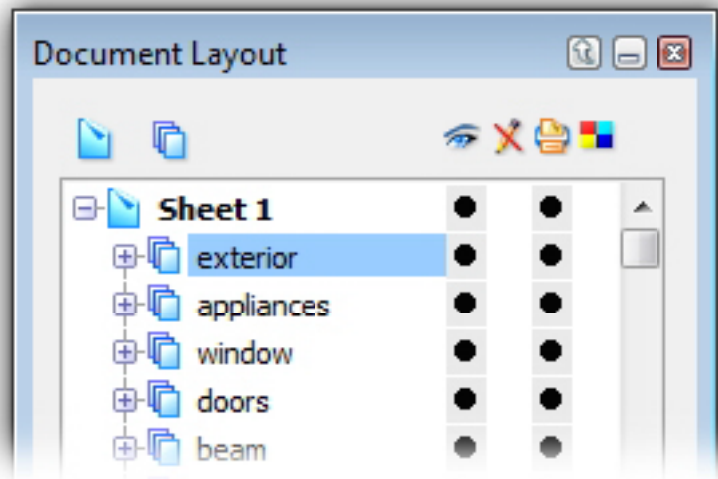 Document Layout
Sheet 1
exterior
appliances
window
doors
beam